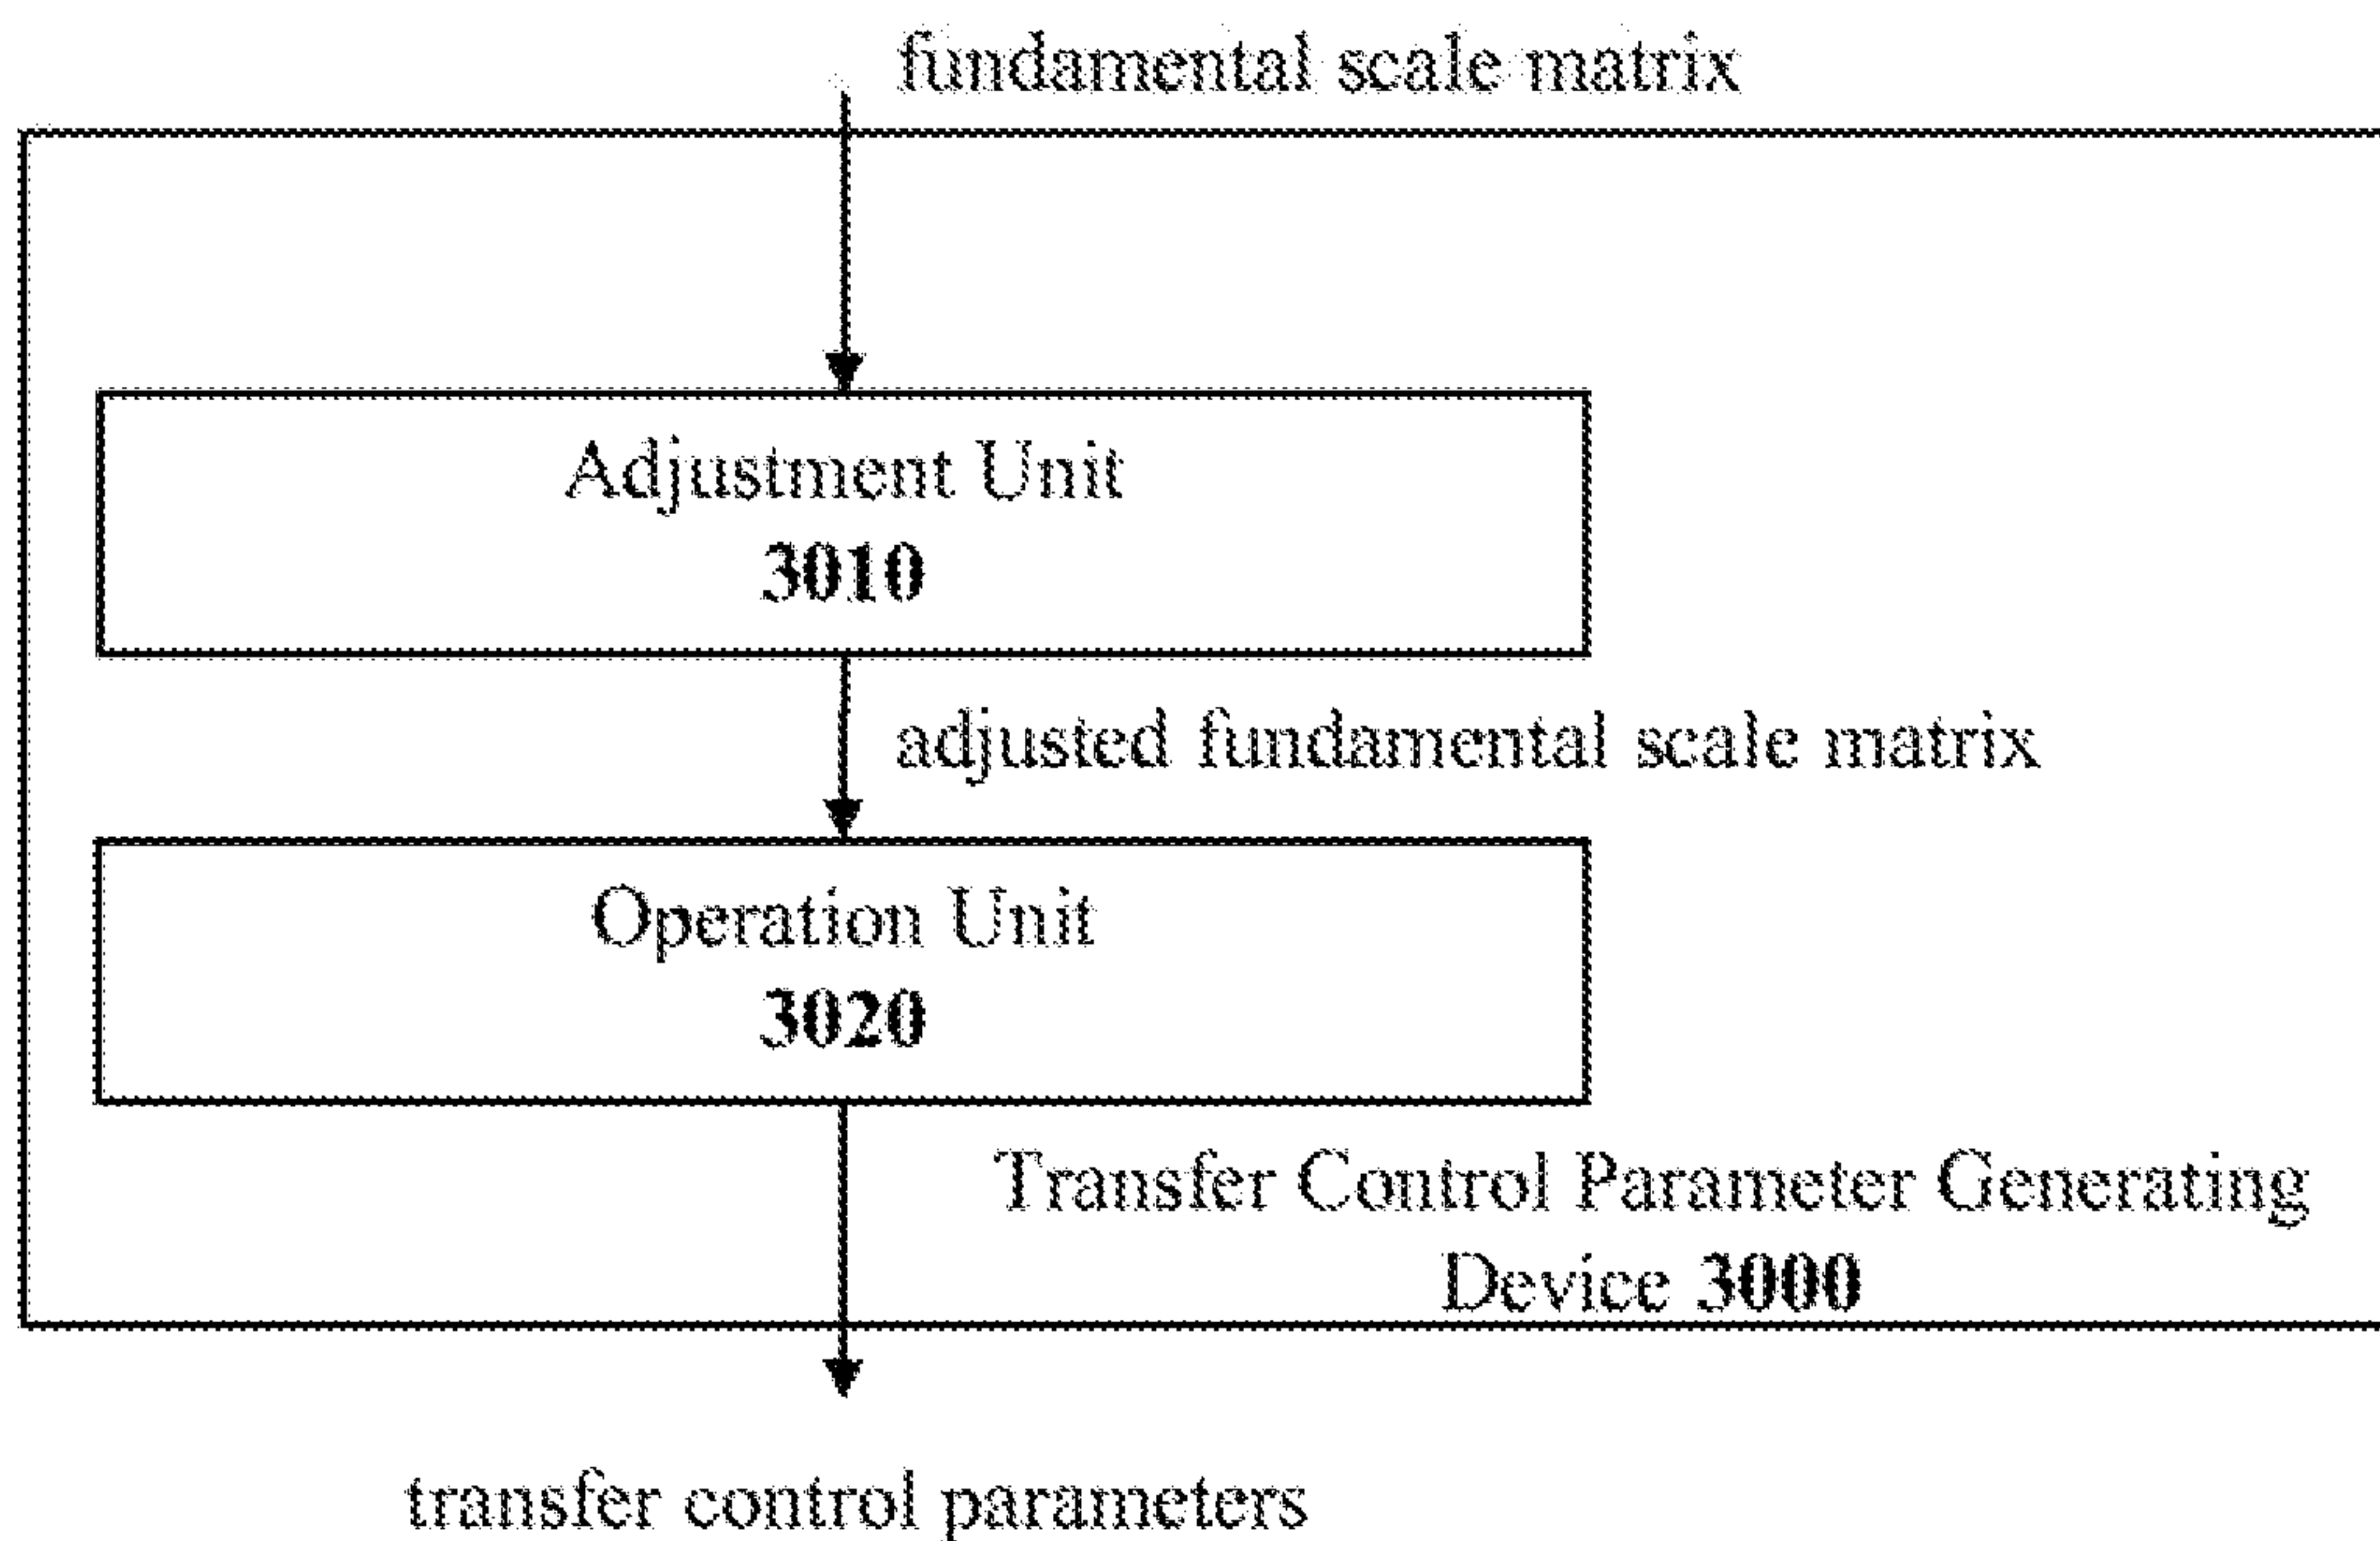 fundamental scale matrix
Adjustment Unit
3010
adjusted fundamental scale matrix
Operation Unit
3020
Transfer Control Parameter Generating
Device 3000
transfer control parameters